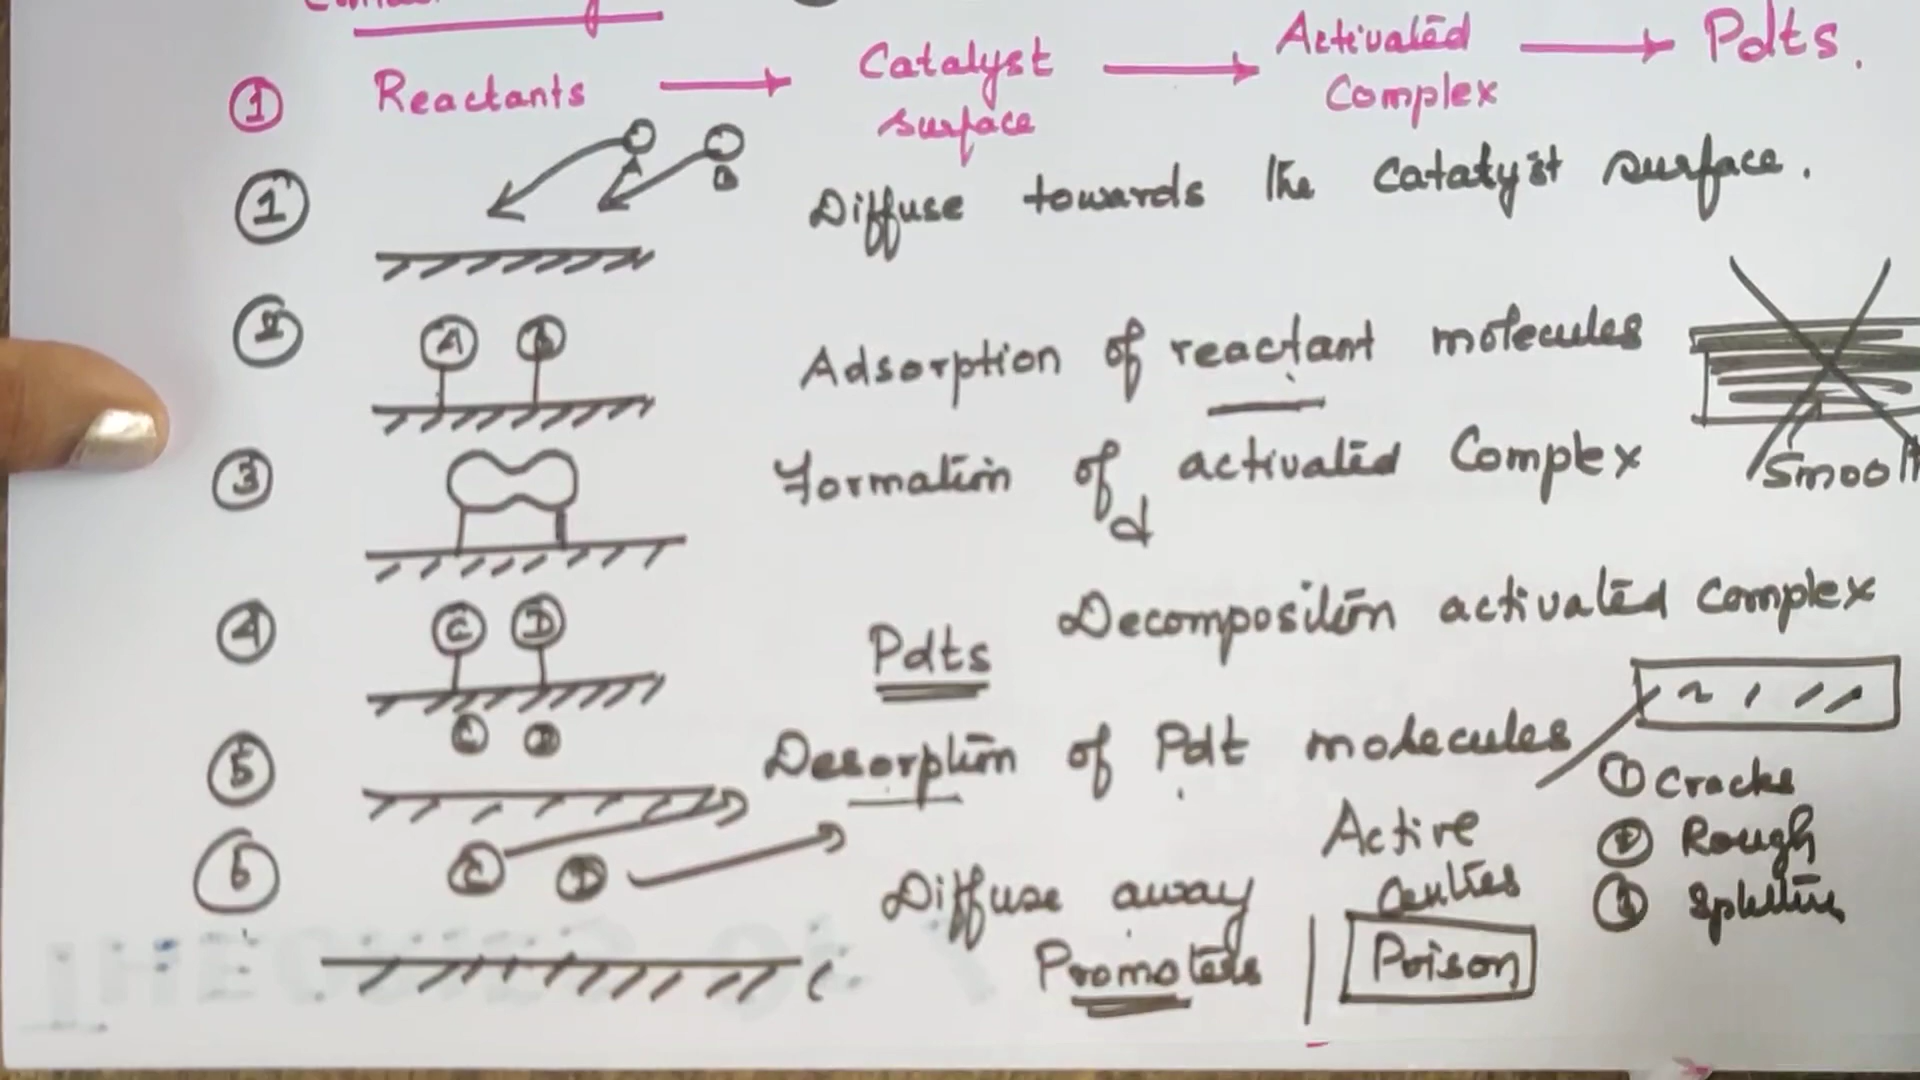 ① Reactants → Catalyst surface → Activated Complex → Pdts.
① A B Diffuse towards the catalyst surface.
② A B Adsorption of reactant molecules
Smooth
③ Formation of activated Complex
d
④ C D Pdts Decomposition activated complex
⑤ C D Desorption of Pdt molecules
① Cracks
② Rough
③
Active
⑥ C D Diffuse away
Promoters | Poison